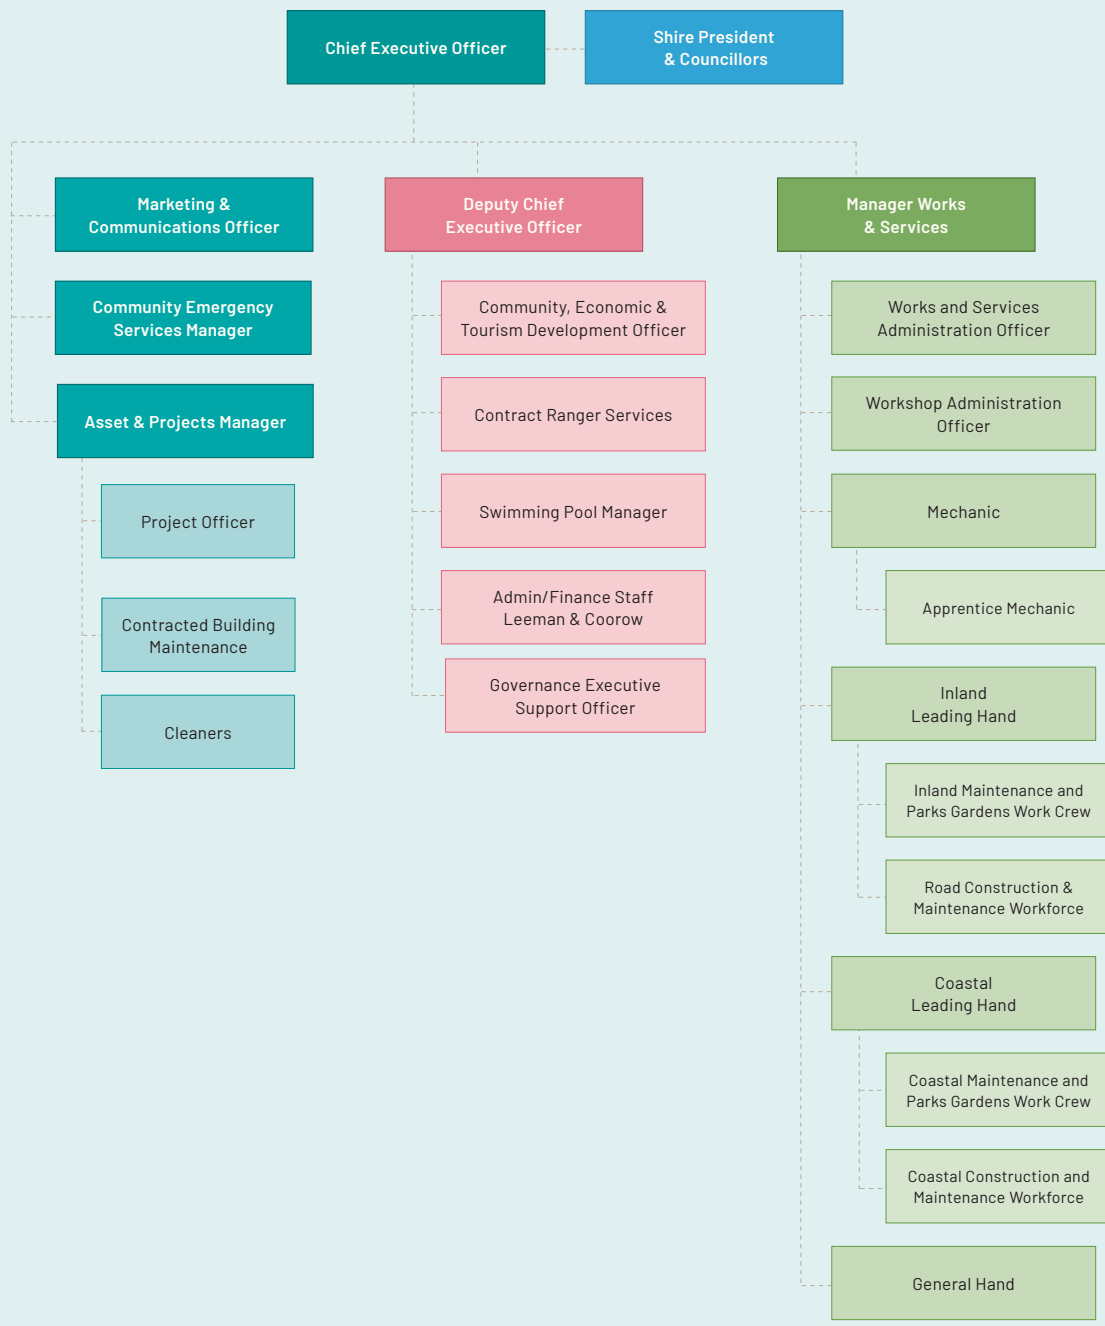 Chief Executive Officer
Shire President
& Councillors
Marketing &
Communications Officer
Community Emergency
Services Manager
Asset & Projects Manager
Project Officer
Contracted Building
Maintenance
Cleaners
Deputy Chief
Executive Officer
Community, Economic &
Tourism Development Officer
Contract Ranger Services
Swimming Pool Manager
Admin/Finance Staff
Leeman & Coorow
Governance Executive
Support Officer
Manager Works
& Services
Works and Services
Administration Officer
Workshop Administration
Officer
Mechanic
Apprentice Mechanic
Inland
Leading Hand
Inland Maintenance and
Parks Gardens Work Crew
Road Construction &
Maintenance Workforce
Coastal
Leading Hand
Coastal Maintenance and
Parks Gardens Work Crew
Coastal Construction and
Maintenance Workforce
General Hand